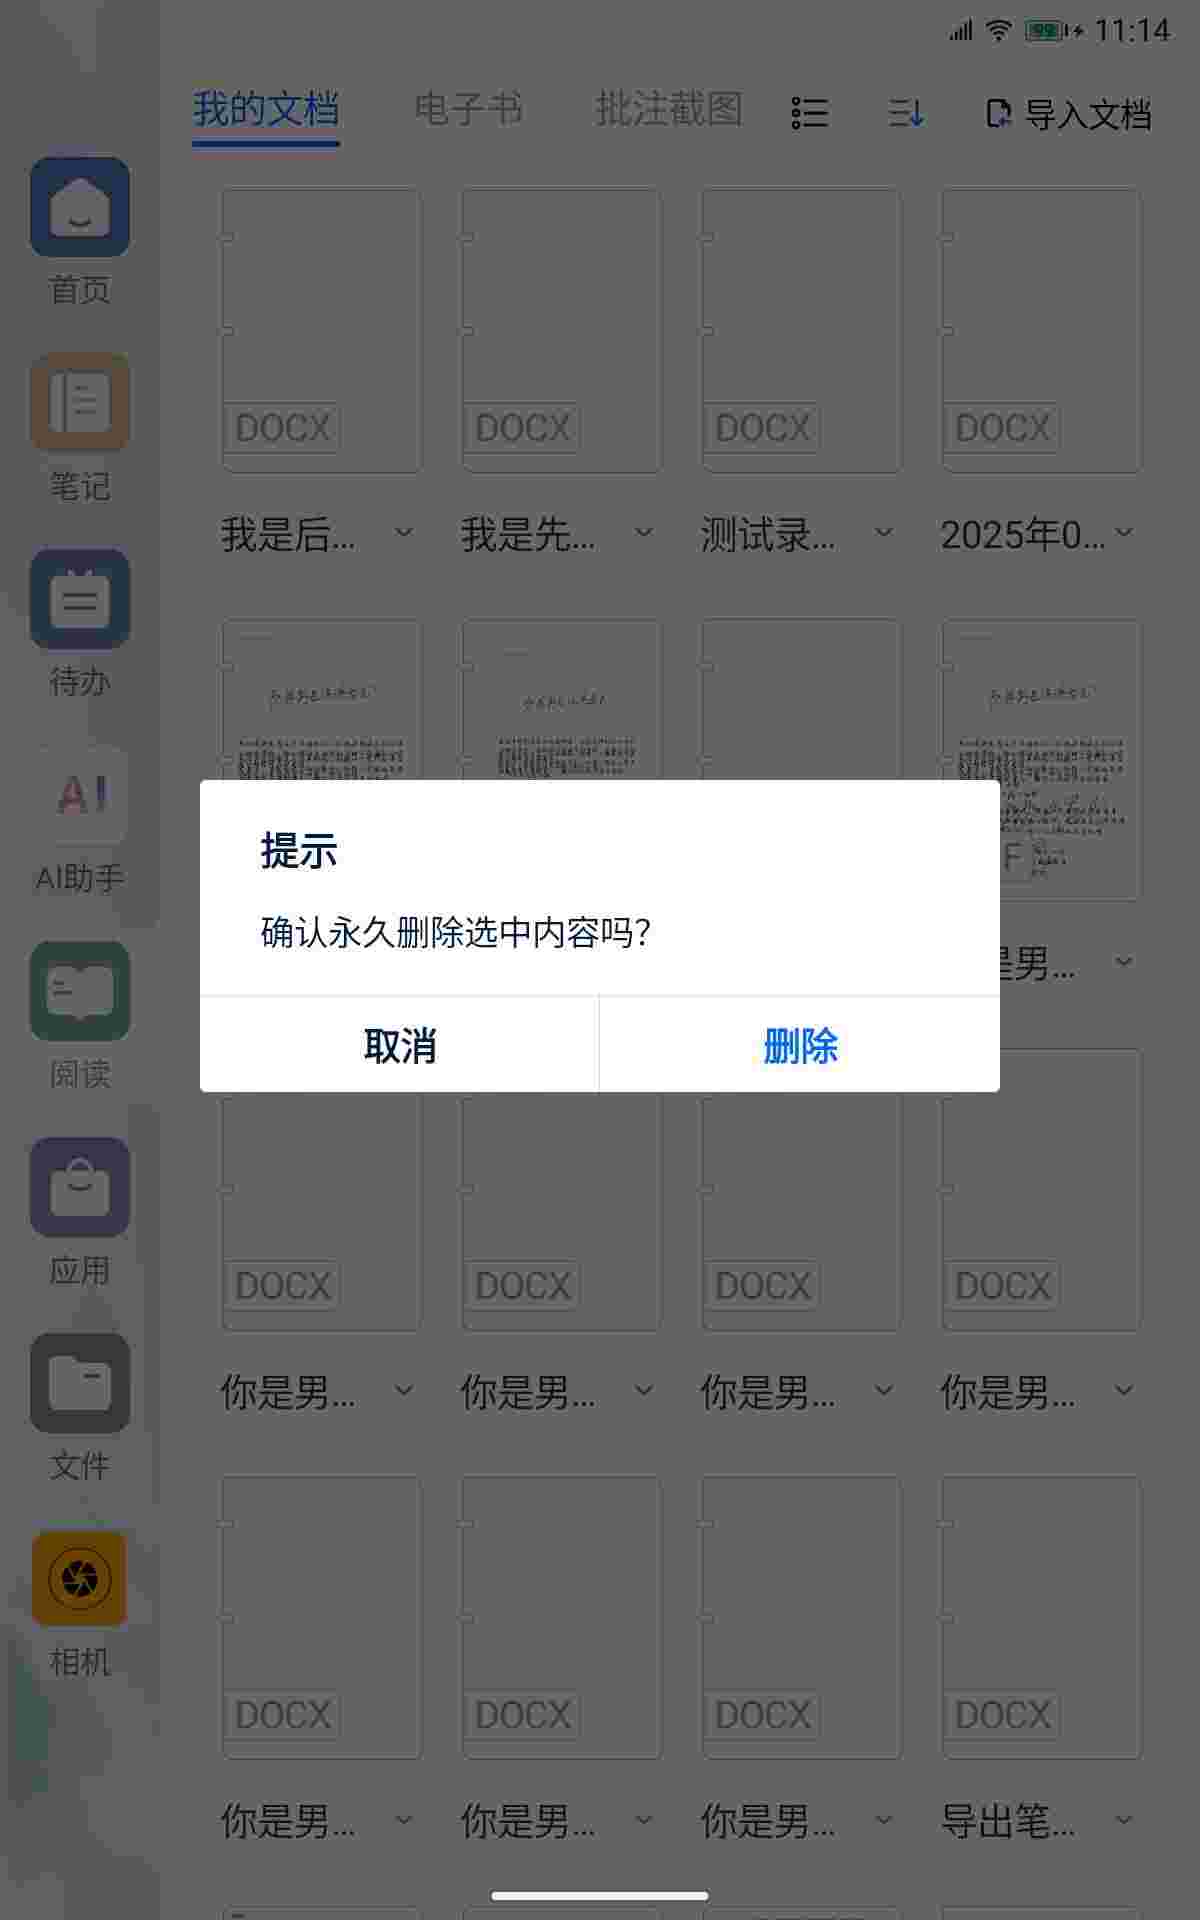 11:14
我的文档 电子书 批注截图 导入文档
首页
笔记
待办
AI
AI助手
阅读
应用
文件
相机
DOCX DOCX DOCX DOCX
我是后... 我是先... 测试录... 2025年0...
提示
确认永久删除选中内容吗？
取消 删除
是男...
DOCX DOCX DOCX DOCX
你是男... 你是男... 你是男... 你是男...
DOCX DOCX DOCX DOCX
你是男... 你是男... 你是男... 导出笔...